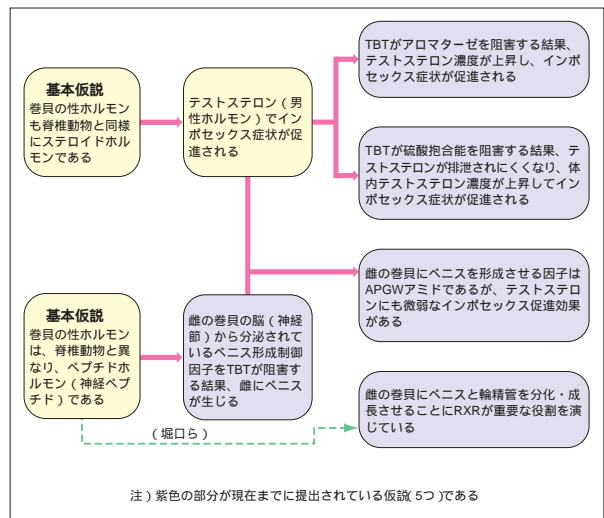 TBTがアロマターゼを阻害する結果、
テストステロン濃度が上昇し、インポ
セックス症状が促進される
基本仮説
巻貝の性ホルモン
も脊椎動物と同様
にステロイドホル
モンである
テストステロン(男
性ホルモン)でイン
ポセックス症状が
促進される
TBTが硫酸抱合能を阻害する結果、テ
ストステロンが排泄されにくくなり、体
内テストステロン濃度が上昇してインポ
セックス症状が促進される
雌の巻貝にペニスを形成させる因子は
APGWアミドであるが、テストステロ
ンにも微弱なインポセックス促進効果
がある
基本仮説
巻貝の性ホルモン
は、脊椎動物と異
なり、ペプチドホ
ルモン(神経ペプ
チド)である
雌の巻貝の脳(神経
節)から分泌されて
いるペニス形成制御
因子をTBTが阻害す
る結果、雌にペニス
が生じる
雌の巻貝にペニスと輸精管を分化・成
長させることにRXRが重要な役割を演
じている
(堀口ら)
注)紫色の部分が現在までに提出されている仮説(5つ)である